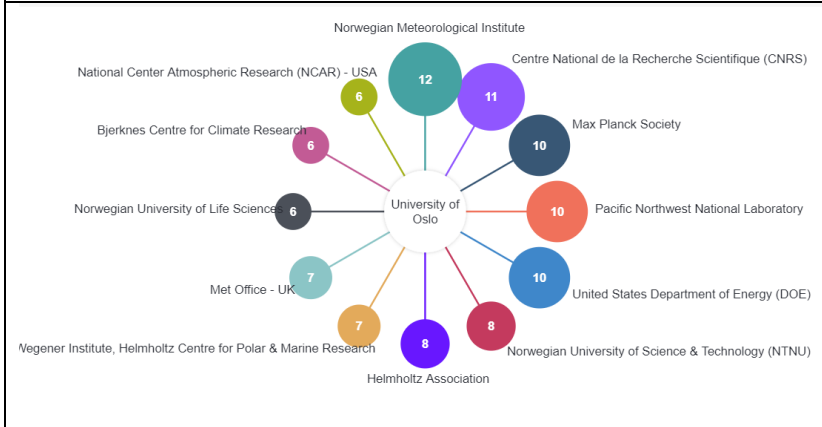 Norwegian Meteorological Institute
12
Centre National de la Recherche Scientifique (CNRS)
11
Max Planck Society
10
Pacific Northwest National Laboratory
10
United States Department of Energy (DOE)
10
Norwegian University of Science & Technology (NTNU)
8
Helmholtz Association
8
Wegener Institute, Helmholtz Centre for Polar & Marine Research
7
Met Office - UK
7
Norwegian University of Life Sciences
6
Bjerknes Centre for Climate Research
6
National Center Atmospheric Research (NCAR) - USA
6
University of
Oslo